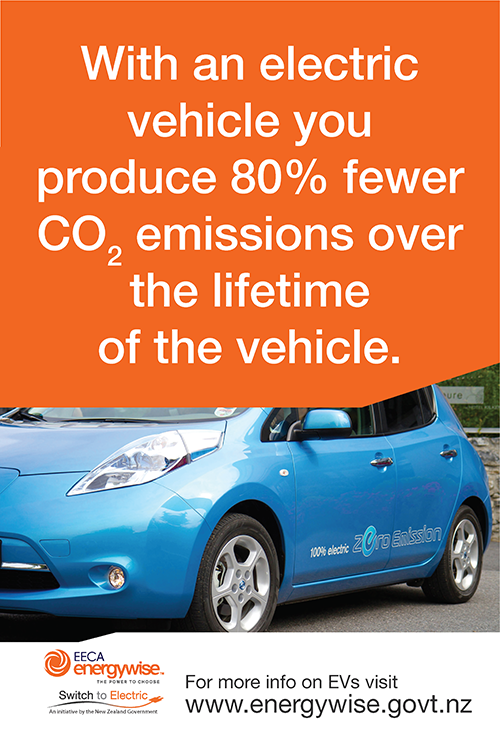 With an electric
vehicle you
produce 80% fewer
CO₂ emissions over
the lifetime
of the vehicle.
100% electric zero Emission
EECA
energywise™
THE POWER TO CHOOSE
Switch to Electric
An initiative by the New Zealand Government
For more info on EVs visit
www.energywise.govt.nz